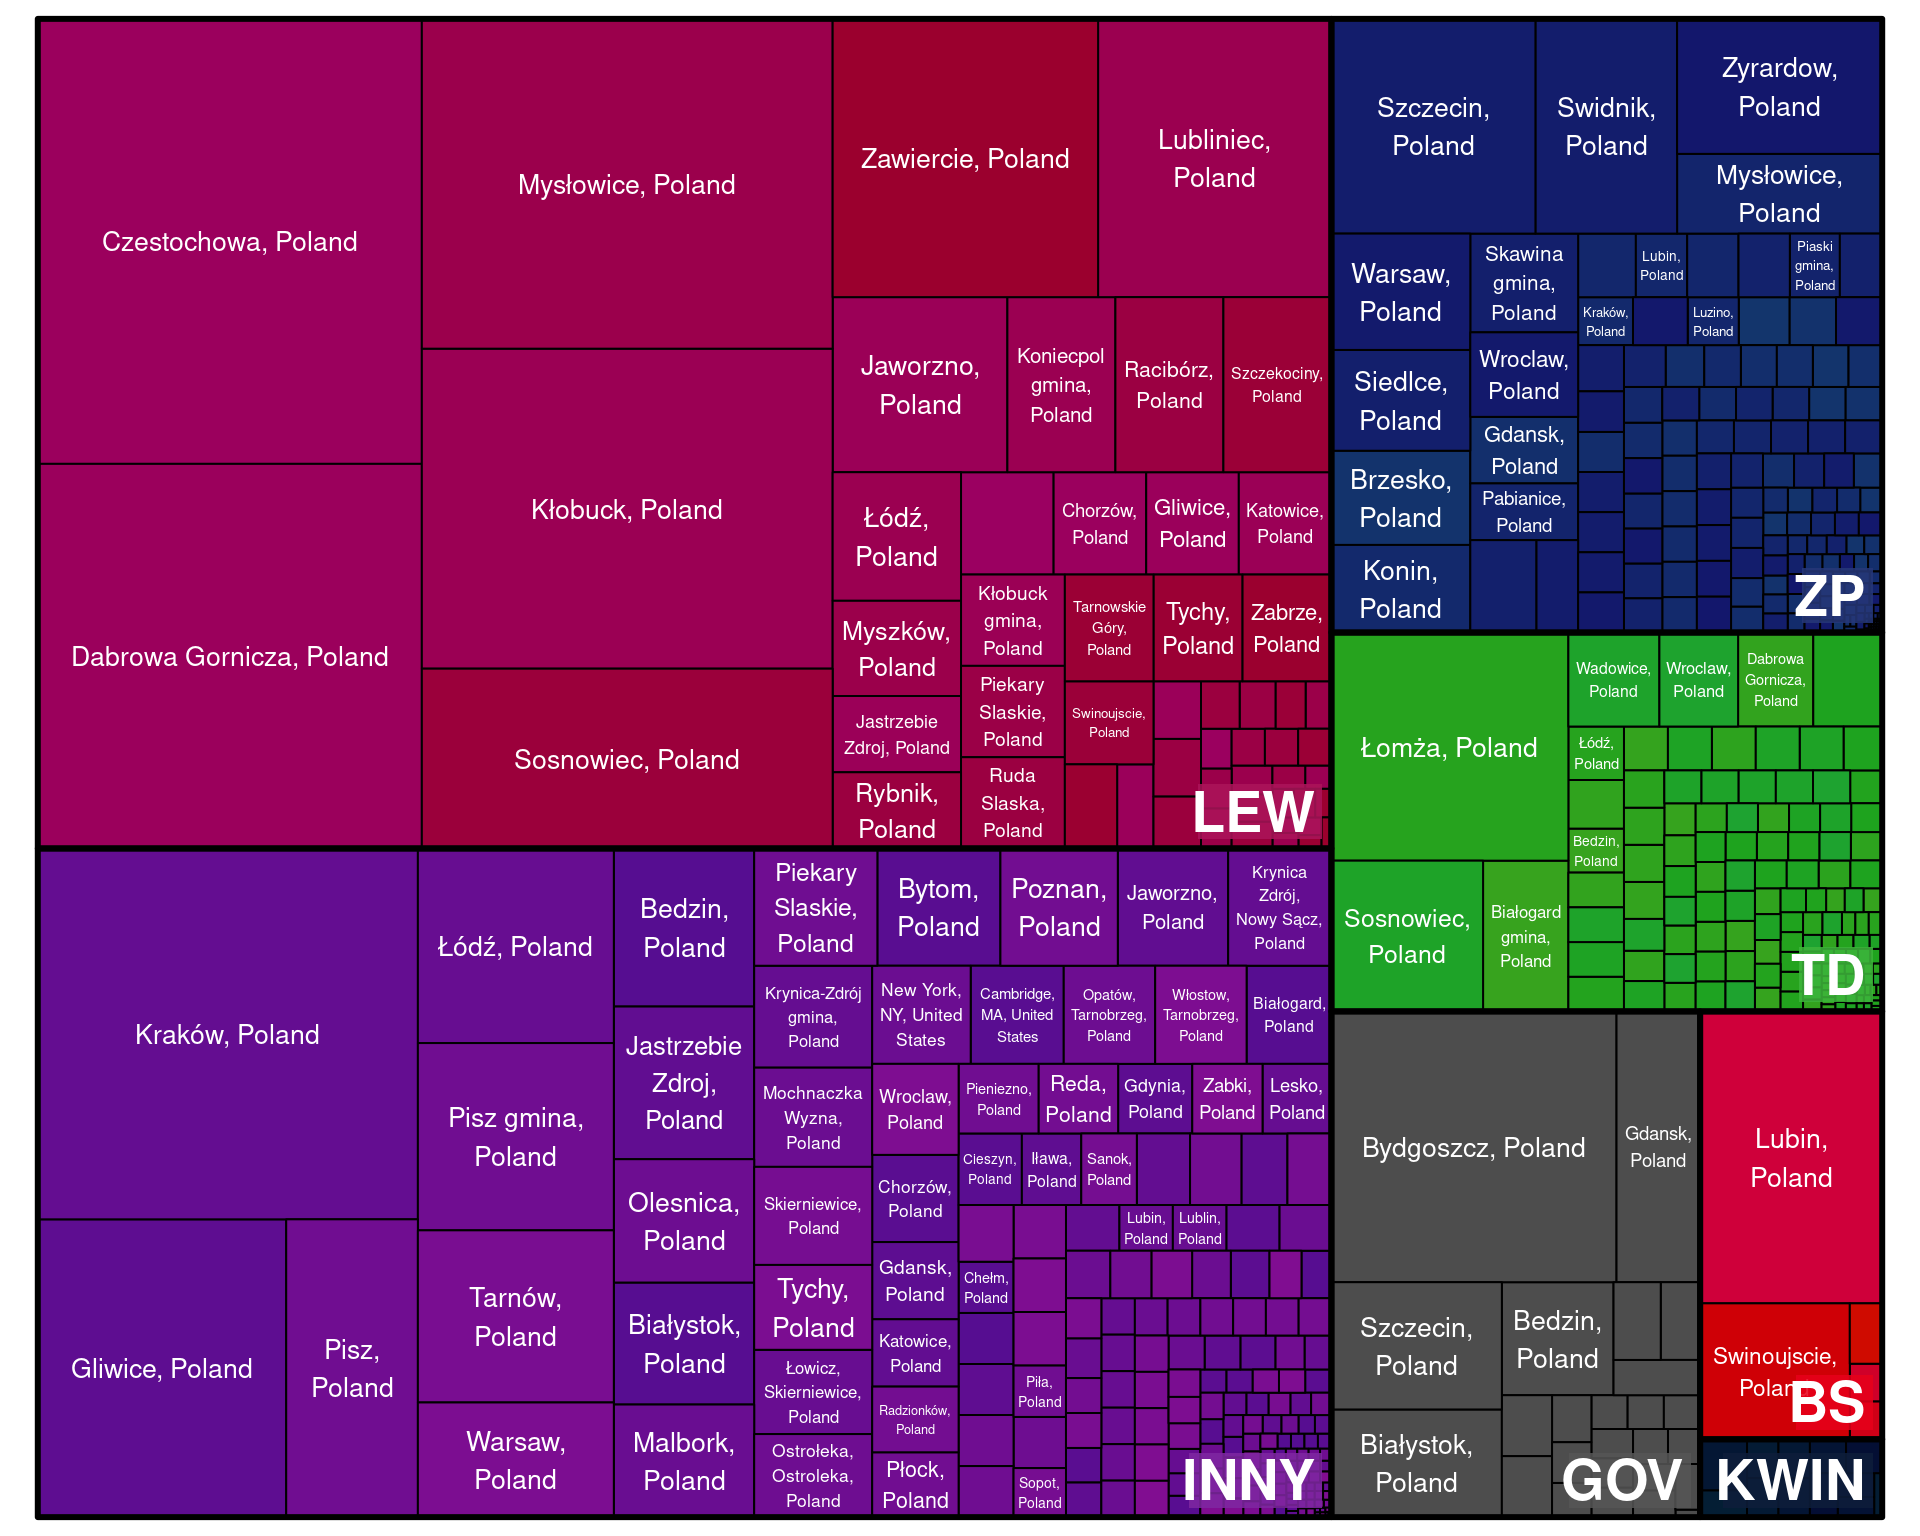 Czestochowa, Poland
Dabrowa Gornicza, Poland
Mysłowice, Poland
Kłobuck, Poland
Sosnowiec, Poland
Zawiercie, Poland
Lubliniec,
Poland
Jaworzno,
Poland
Koniecpol
gmina,
Poland
Racibórz,
Poland
Szczekociny,
Poland
Łódź,
Poland
Myszków,
Poland
Jastrzebie
Zdroj, Poland
Rybnik,
Poland
Chorzów,
Poland
Gliwice,
Poland
Katowice,
Poland
Kłobuck
gmina,
Poland
Piekary
Slaskie,
Poland
Ruda
Slaska,
Poland
Tarnowskie
Góry,
Poland
Tychy,
Poland
Zabrze,
Poland
Swinoujscie,
Poland
LEW
Kraków, Poland
Gliwice, Poland
Pisz,
Poland
Łódź, Poland
Pisz gmina,
Poland
Tarnów,
Poland
Warsaw,
Poland
Bedzin,
Poland
Jastrzebie
Zdroj,
Poland
Olesnica,
Poland
Białystok,
Poland
Malbork,
Poland
Piekary
Slaskie,
Poland
Bytom,
Poland
Poznan,
Poland
Jaworzno,
Poland
Krynica
Zdrój,
Nowy Sącz,
Poland
Krynica-Zdrój
gmina,
Poland
Mochnaczka
Wyzna,
Poland
Skierniewice,
Poland
Tychy,
Poland
Łowicz,
Skierniewice,
Poland
Ostrołeka,
Ostroleka,
Poland
New York,
NY, United
States
Cambridge,
MA, United
States
Opatów,
Tarnobrzeg,
Poland
Włostow,
Tarnobrzeg,
Poland
Białogard,
Poland
Wroclaw,
Poland
Chorzów,
Poland
Gdansk,
Poland
Katowice,
Poland
Radzionków,
Poland
Płock,
Poland
Pieniezno,
Poland
Reda,
Poland
Gdynia,
Poland
Zabki,
Poland
Lesko,
Poland
Cieszyn,
Poland
Iława,
Poland
Sanok,
Poland
Lubin,
Poland
Lublin,
Poland
Chełm,
Poland
Piła,
Poland
Sopot,
Poland
INNY
Szczecin,
Poland
Swidnik,
Poland
Zyrardow,
Poland
Mysłowice,
Poland
Warsaw,
Poland
Siedlce,
Poland
Brzesko,
Poland
Konin,
Poland
Skawina
gmina,
Poland
Wroclaw,
Poland
Gdansk,
Poland
Pabianice,
Poland
Lubin,
Poland
Piaski
gmina,
Poland
Kraków,
Poland
Luzino,
Poland
ZP
Łomża, Poland
Sosnowiec,
Poland
Białogard
gmina,
Poland
Wadowice,
Poland
Wroclaw,
Poland
Dabrowa
Gornicza,
Poland
Łódź,
Poland
Bedzin,
Poland
TD
Bydgoszcz, Poland
Gdansk,
Poland
Szczecin,
Poland
Bedzin,
Poland
Białystok,
Poland
GOV
Lubin,
Poland
Swinoujscie,
Poland
BS
KWIN